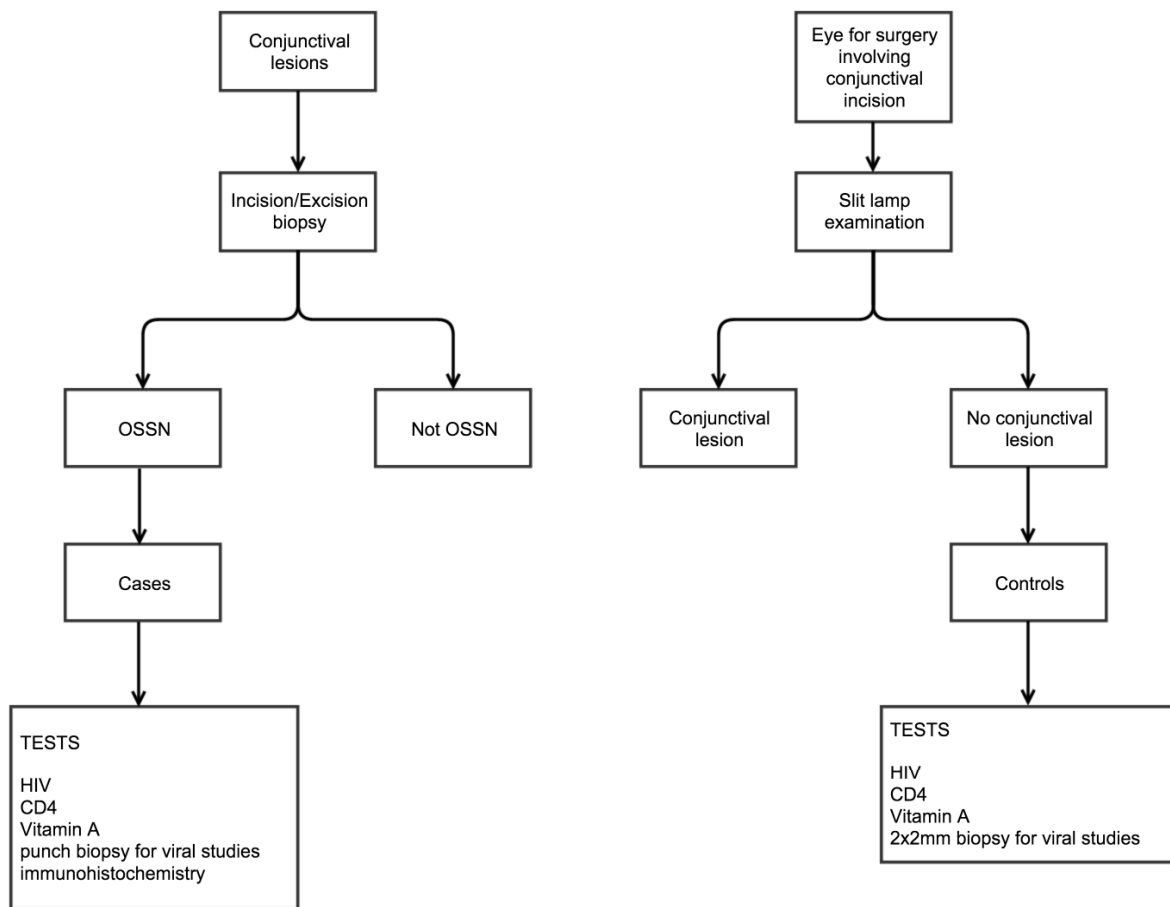 Conjunctival
lesions
Incision/Excision
biopsy
OSSN
Not OSSN
Cases
TESTS
HIV
CD4
Vitamin A
punch biopsy for viral studies
immunohistochemistry
Eye for surgery
involving
conjunctival
incision
Slit lamp
examination
Conjunctival
lesion
No conjunctival
lesion
Controls
TESTS
HIV
CD4
Vitamin A
2x2mm biopsy for viral studies